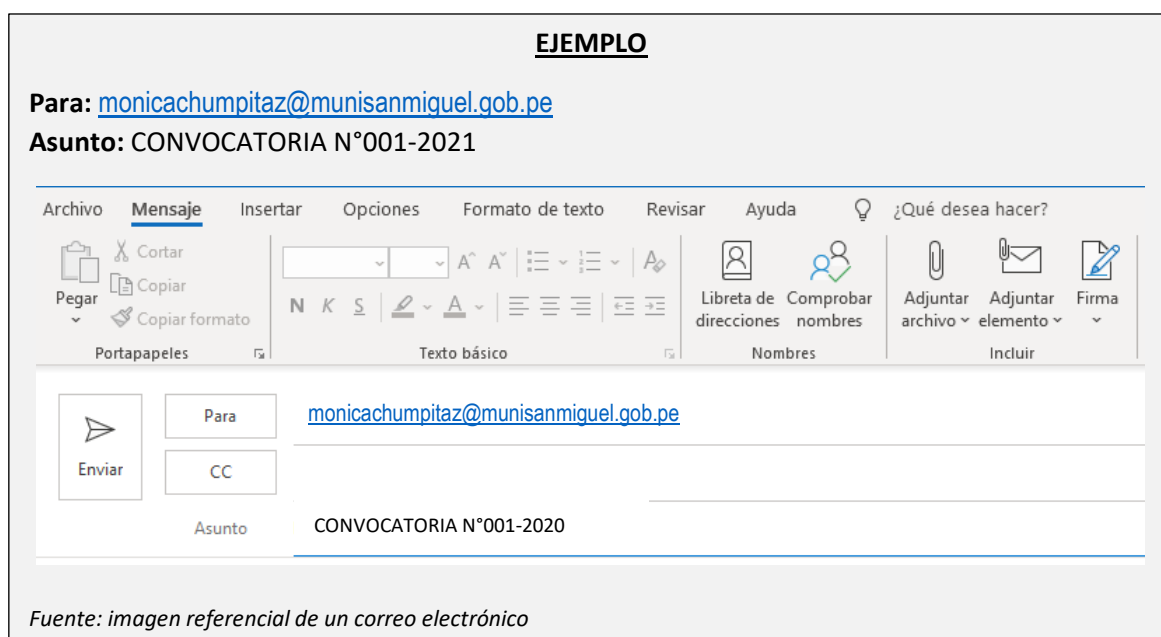 EJEMPLO
Para: monicachumpitaz@munisanmiguel.gob.pe
Asunto: CONVOCATORIA N°001-2021
Archivo Mensaje Insertar Opciones Formato de texto Revisar Ayuda ¿Qué desea hacer?
Pegar
Cortar
Copiar
Copiar formato
Portapapeles
N K S
Texto básico
Libreta de direcciones
Comprobar nombres
Nombres
Adjuntar archivo
Adjuntar elemento
Firma
Incluir
Enviar
Para monicachumpitaz@munisanmiguel.gob.pe
CC
Asunto CONVOCATORIA N°001-2020
Fuente: imagen referencial de un correo electrónico